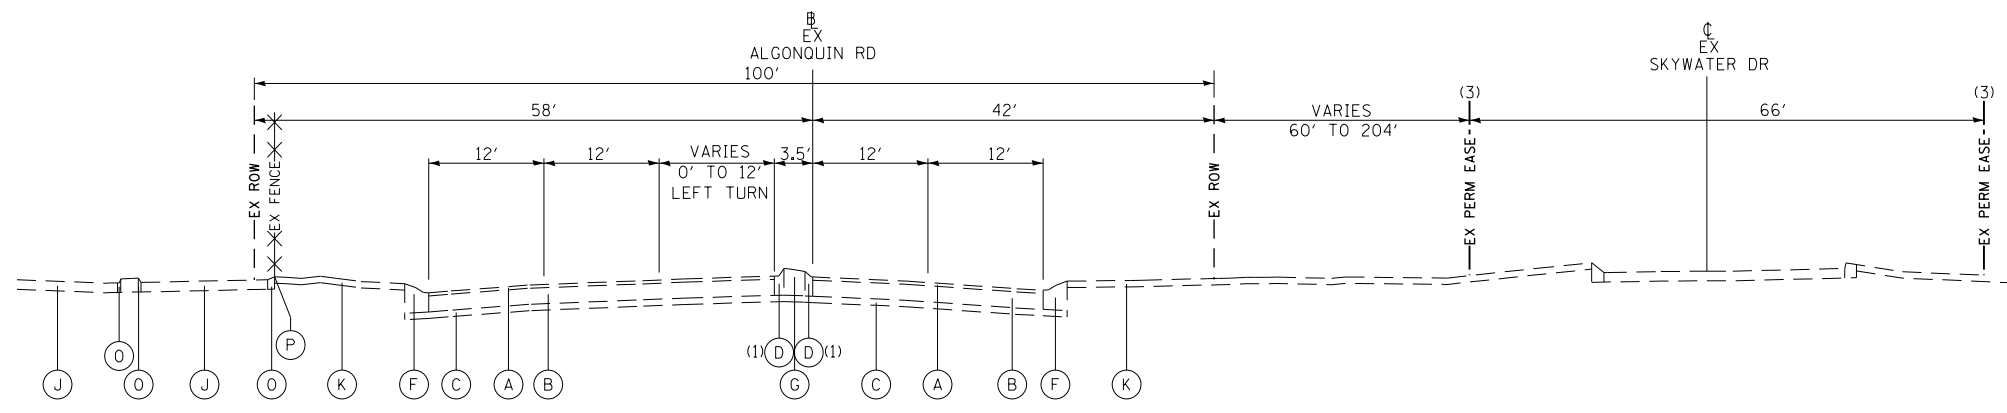 ℄
EX
SKYWATER DR
B̶L
EX
ALGONQUIN RD
100'
(3)
(3)
58'
42'
VARIES
60' TO 204'
66'
12'
12'
VARIES
0' TO 12'
LEFT TURN
3.5'
12'
12'
EX ROW
EX FENCE
EX ROW
EX PERM EASE
EX PERM EASE
J
O
O
J
O
P
K
F
C
A
B
(1) D
D (1)
G
C
A
B
F
K